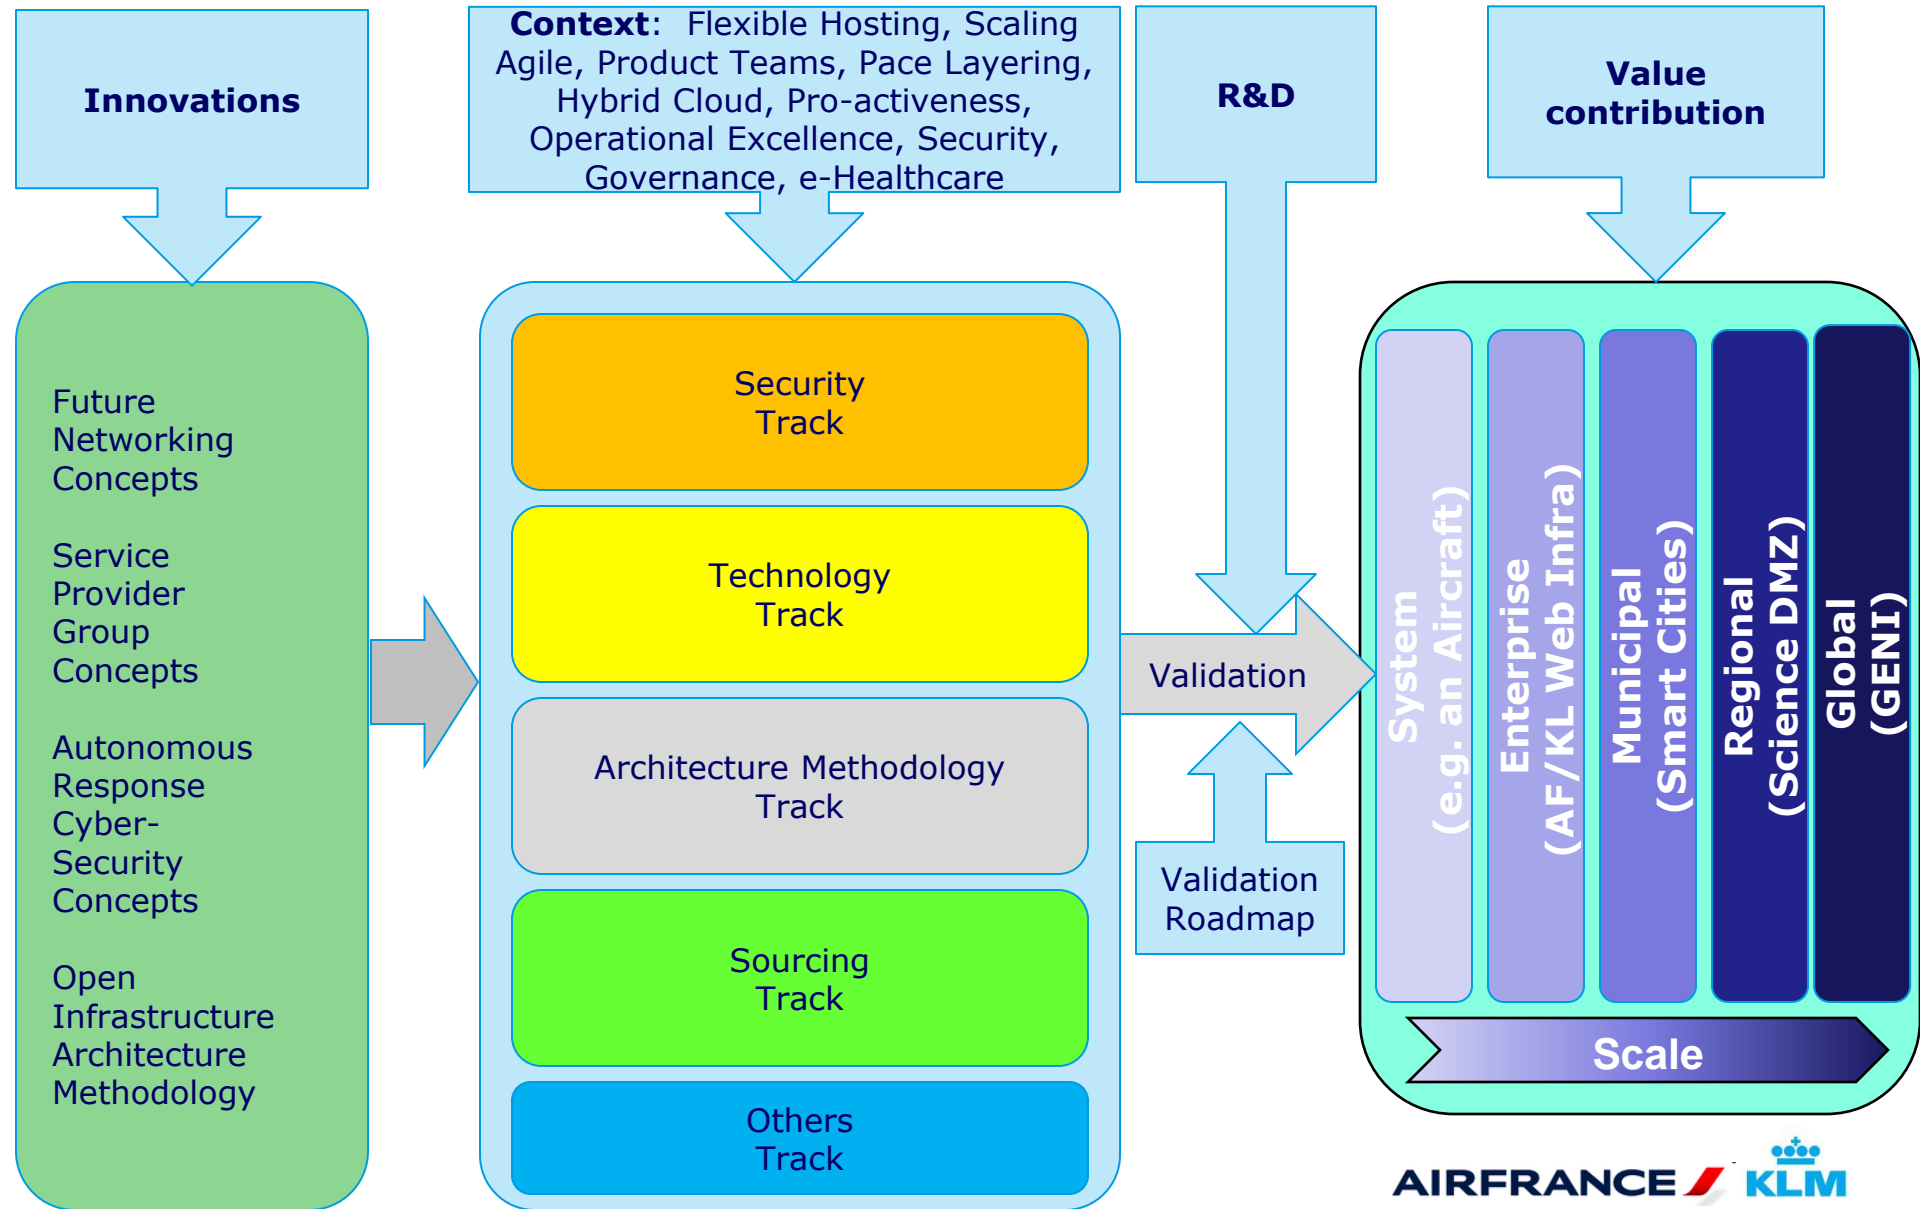 Innovations
Context:  Flexible Hosting, Scaling
Agile, Product Teams, Pace Layering,
Hybrid Cloud, Pro-activeness,
Operational Excellence, Security,
Governance, e-Healthcare
R&D
Value
contribution
Future
Networking
Concepts
Service
Provider
Group
Concepts
Autonomous
Response
Cyber-
Security
Concepts
Open
Infrastructure
Architecture
Methodology
Security
Track
Technology
Track
Architecture Methodology
Track
Sourcing
Track
Others
Track
Validation
Validation
Roadmap
System
(e.g. an Aircraft)
Enterprise
(AF/KL Web Infra)
Municipal
(Smart Cities)
Regional
(Science DMZ)
Global
(GENI)
Scale
AIRFRANCE KLM